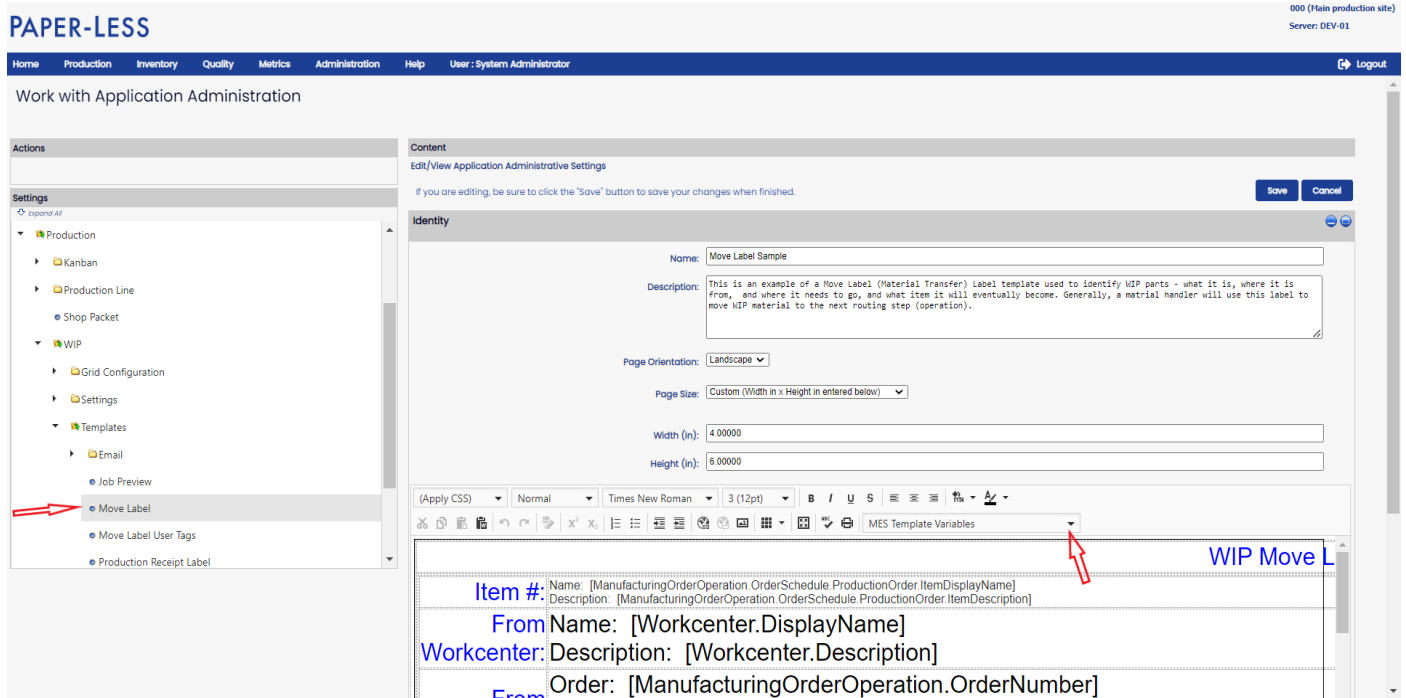 000 (Main production site)
PAPER-LESS
Server: DEV-01
Home Production Inventory Quality Metrics Administration Help User : System Administrator Logout
Work with Application Administration
Actions
Settings
Expand All
Production
Kanban
Production Line
Shop Packet
WIP
Grid Configuration
Settings
Templates
Email
Job Preview
Move Label
Move Label User Tags
Production Receipt Label
Content
Edit/View Application Administrative Settings
If you are editing, be sure to click the "Save" button to save your changes when finished.
Save Cancel
Identity
Name: Move Label Sample
Description: This is an example of a Move Label (Material Transfer) Label template used to identify WIP parts - what it is, where it is
from, and where it needs to go, and what item it will eventually become. Generally, a matrial handler will use this label to
move WIP material to the next routing step (operation).
Page Orientation: Landscape
Page Size: Custom (Width in x Height in entered below)
Width (in): 4.00000
Height (in): 6.00000
(Apply CSS) Normal Times New Roman 3 (12pt) B I U S A
X² X₂ ABC MES Template Variables
WIP Move L
Item #: Name: [ManufacturingOrderOperation.OrderSchedule.ProductionOrder.ItemDisplayName]
Description: [ManufacturingOrderOperation.OrderSchedule.ProductionOrder.ItemDescription]
From Name: [Workcenter.DisplayName]
Workcenter: Description: [Workcenter.Description]
Order: [ManufacturingOrderOperation.OrderNumber]
From